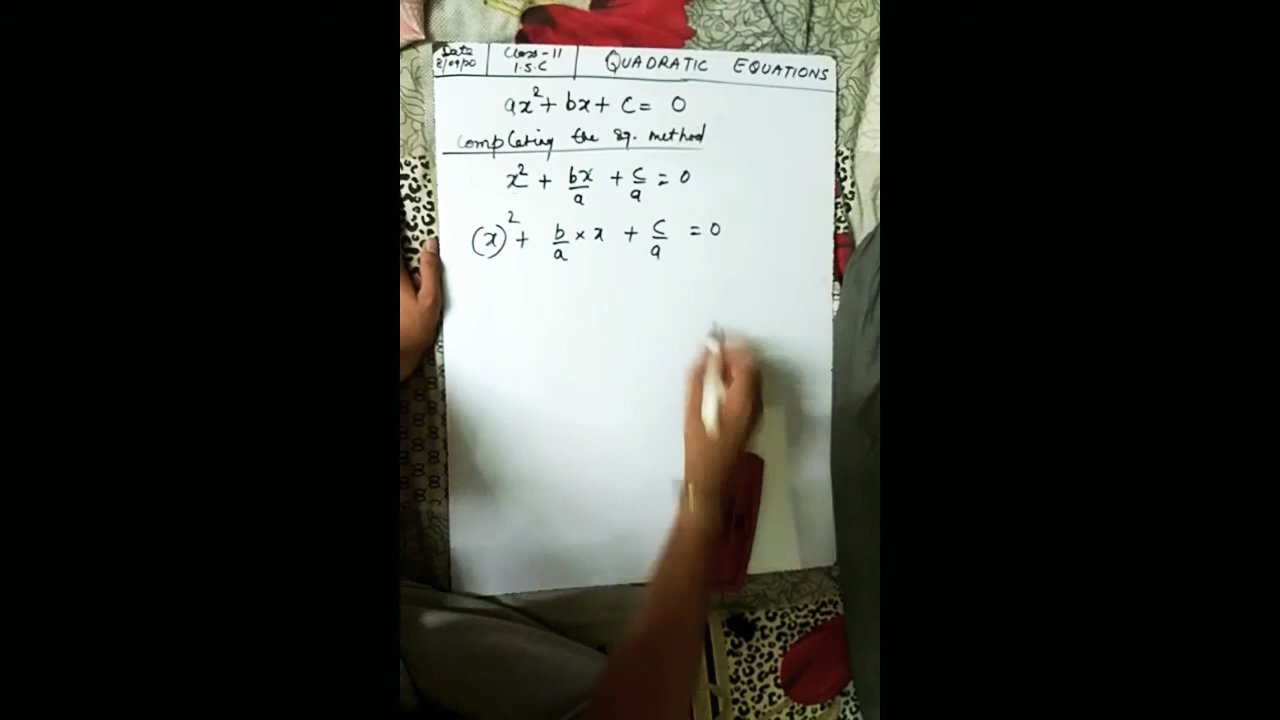 Date Class-11 QUADRATIC EQUATIONS
8/09/20 I.S.C
ax² + bx + c = 0
completing the sq. method
x² + bx/a + c/a = 0
(x)² + b/a × x + c/a = 0